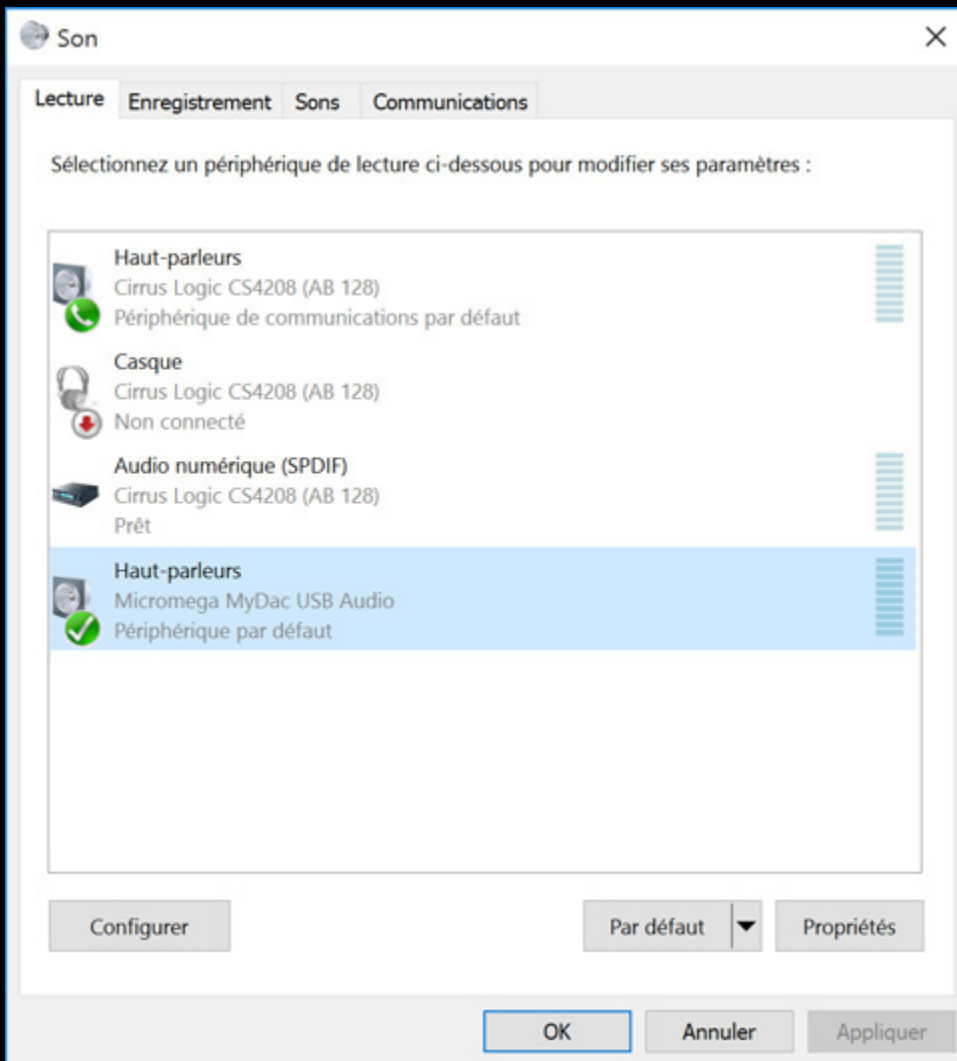 Son
Lecture Enregistrement Sons Communications
Sélectionnez un périphérique de lecture ci-dessous pour modifier ses paramètres :
Haut-parleurs
Cirrus Logic CS4208 (AB 128)
Périphérique de communications par défaut
Casque
Cirrus Logic CS4208 (AB 128)
Non connecté
Audio numérique (SPDIF)
Cirrus Logic CS4208 (AB 128)
Prêt
Haut-parleurs
Micromega MyDac USB Audio
Périphérique par défaut
Configurer Par défaut Propriétés
OK Annuler Appliquer